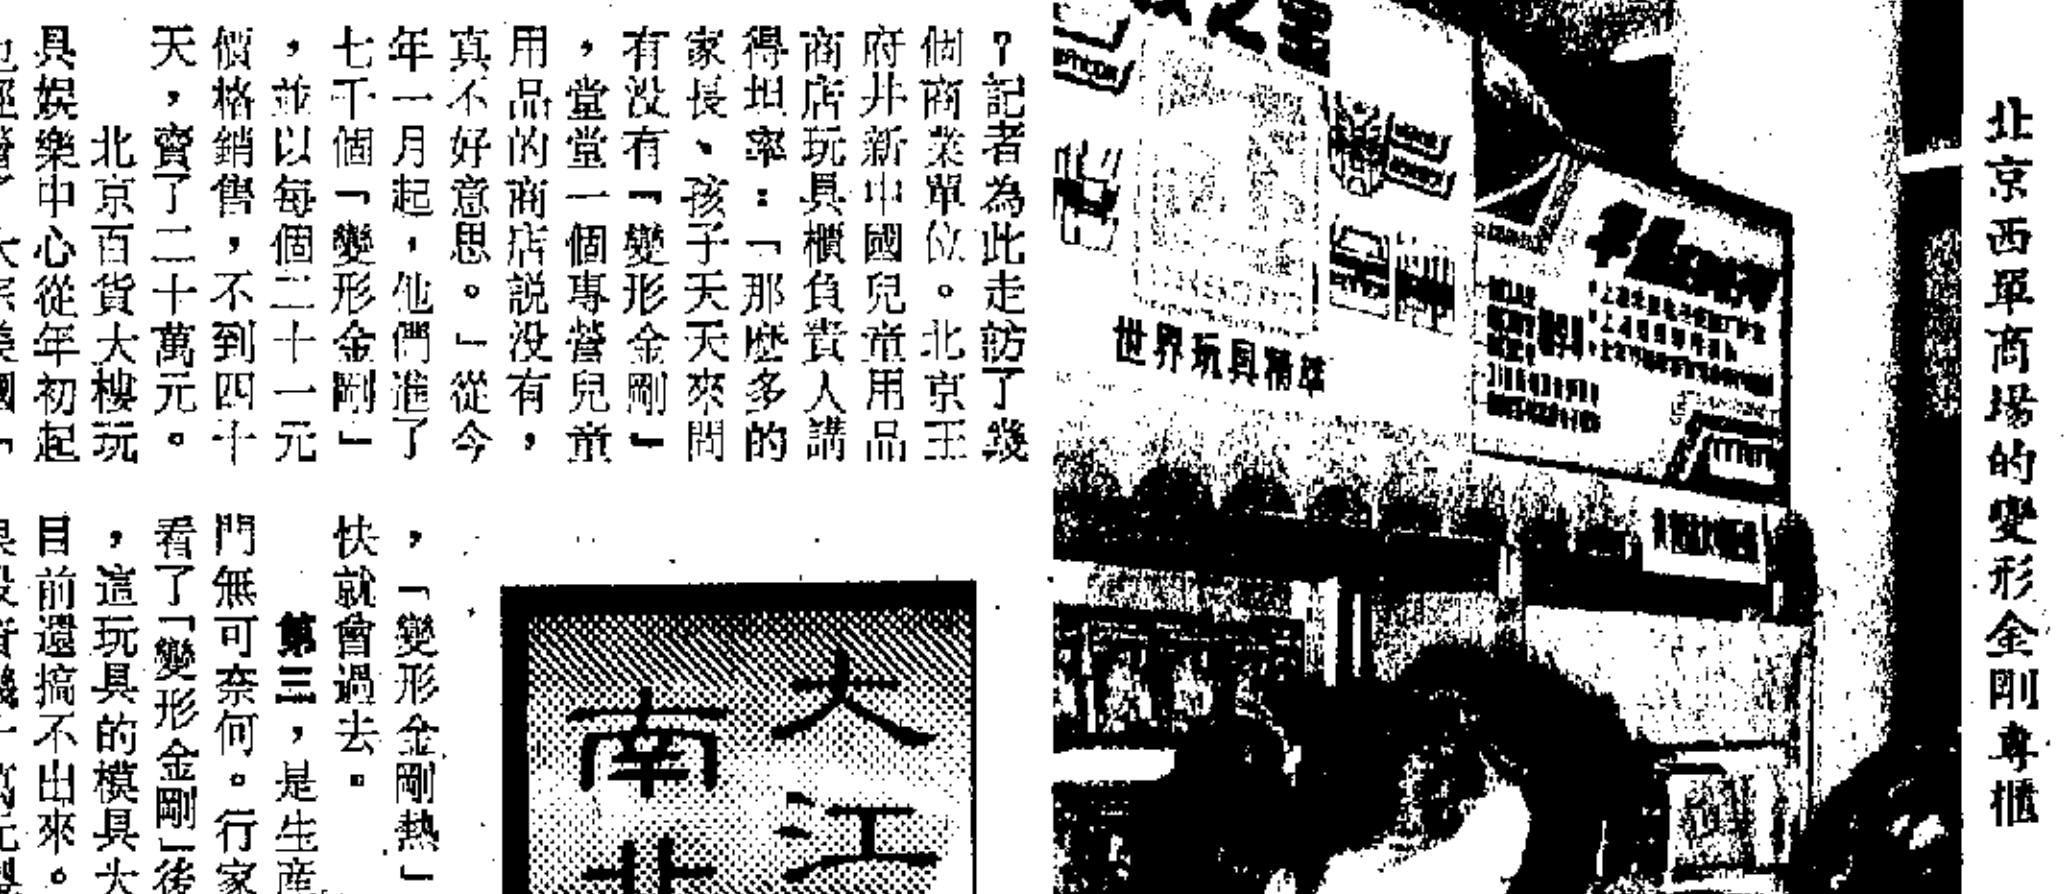 北京西單商場的變形金剛專櫃
世界玩具精
？記者為此走訪了幾
個商業單位。北京王
府井新中國兒童用品
商店玩具櫃負責人講
得坦率：「那麽多的
家長、孩子天天來問
有没有『變形金剛』
，堂堂一個專營兒童
用品的商店説没有，
真不好意思。」從今
年一月起，他們進了
七千個「變形金剛」
，並以每個二十一元
價格銷售，不到四十
天，賣了二十萬元。
北京百貨大樓玩
具娱樂中心從年初起
，「變形金剛熱」
快就會過去。
第三，是生産
門無可奈何。行家
看了「變形金剛」後
，這玩具的模具大
目前還搞不出來。
大江
南北